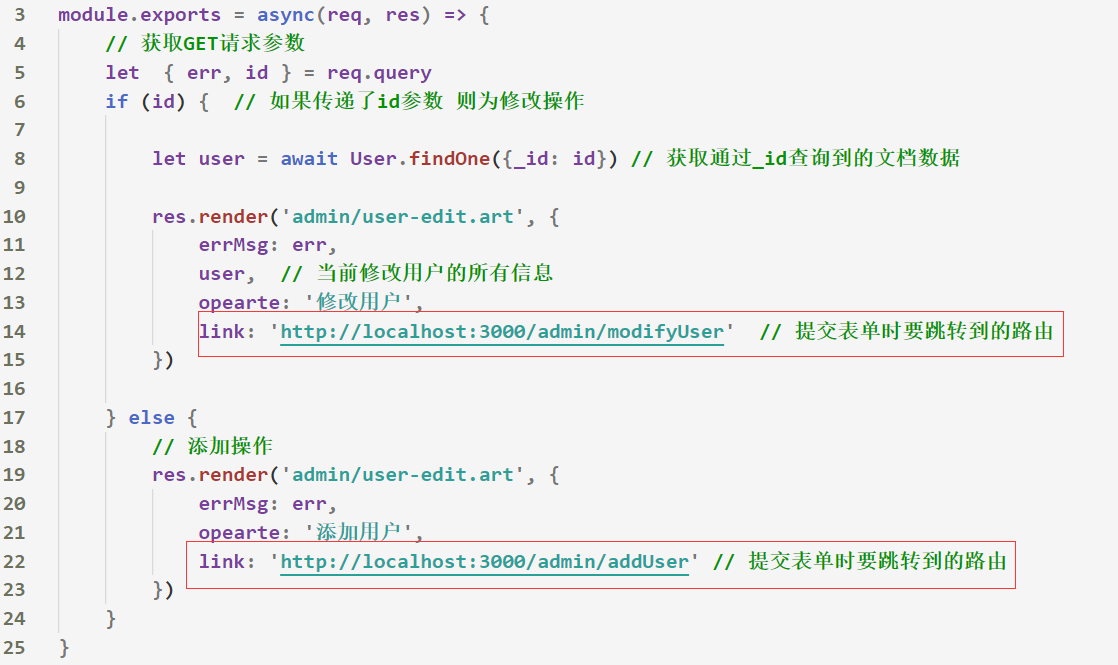 3 module.exports = async(req, res) => {
4 // 获取GET请求参数
5 let { err, id } = req.query
6 if (id) { // 如果传递了id参数 则为修改操作
7
8 let user = await User.findOne({_id: id}) // 获取通过_id查询到的文档数据
9
10 res.render('admin/user-edit.art', {
11 errMsg: err,
12 user, // 当前修改用户的所有信息
13 opearte: '修改用户',
14 link: 'http://localhost:3000/admin/modifyUser' // 提交表单时要跳转到的路由
15 })
16
17 } else {
18 // 添加操作
19 res.render('admin/user-edit.art', {
20 errMsg: err,
21 opearte: '添加用户',
22 link: 'http://localhost:3000/admin/addUser' // 提交表单时要跳转到的路由
23 })
24 }
25 }